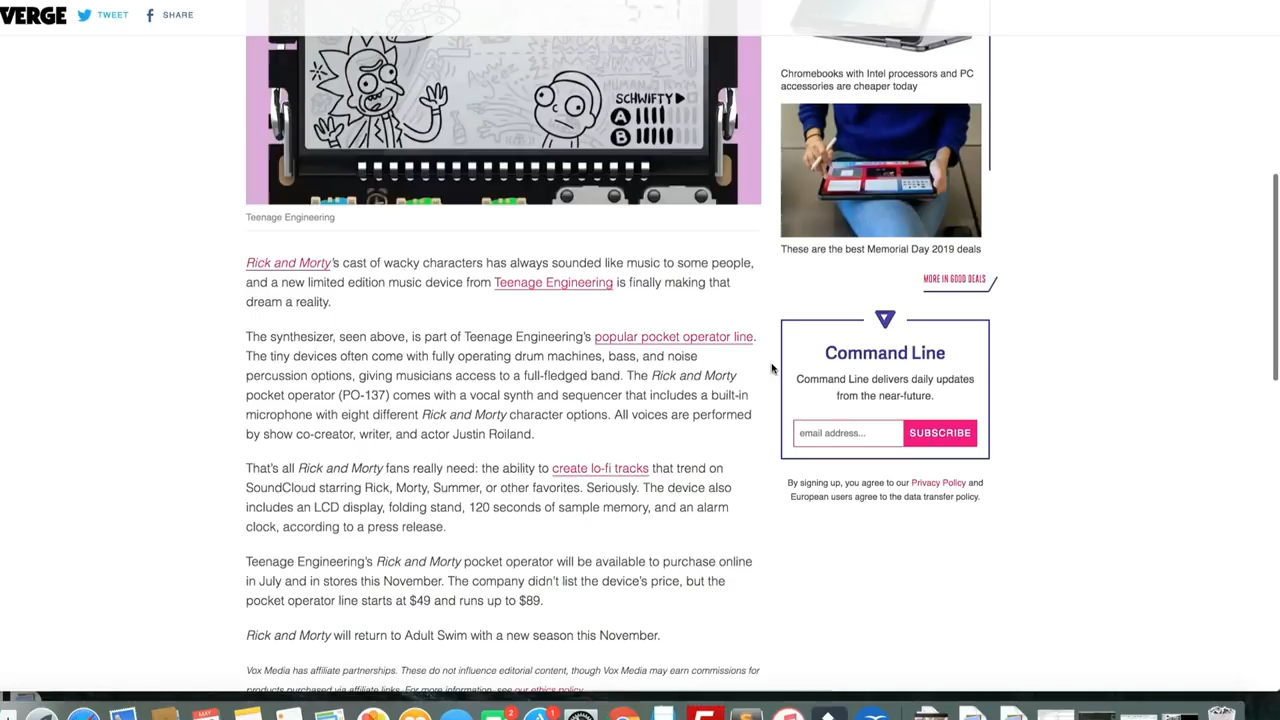 VERGE TWEET SHARE
SCHWIFTY
A
B
Teenage Engineering
Rick and Morty's cast of wacky characters has always sounded like music to some people,
and a new limited edition music device from Teenage Engineering is finally making that
dream a reality.
The synthesizer, seen above, is part of Teenage Engineering's popular pocket operator line.
The tiny devices often come with fully operating drum machines, bass, and noise
percussion options, giving musicians access to a full-fledged band. The Rick and Morty
pocket operator (PO-137) comes with a vocal synth and sequencer that includes a built-in
microphone with eight different Rick and Morty character options. All voices are performed
by show co-creator, writer, and actor Justin Roiland.
That's all Rick and Morty fans really need: the ability to create lo-fi tracks that trend on
SoundCloud starring Rick, Morty, Summer, or other favorites. Seriously. The device also
includes an LCD display, folding stand, 120 seconds of sample memory, and an alarm
clock, according to a press release.
Teenage Engineering's Rick and Morty pocket operator will be available to purchase online
in July and in stores this November. The company didn't list the device's price, but the
pocket operator line starts at $49 and runs up to $89.
Rick and Morty will return to Adult Swim with a new season this November.
Vox Media has affiliate partnerships. These do not influence editorial content, though Vox Media may earn commissions for
products purchased via affiliate links. For more information, see our ethics policy.
Chromebooks with Intel processors and PC
accessories are cheaper today
These are the best Memorial Day 2019 deals
MORE IN GOOD DEALS
Command Line
Command Line delivers daily updates
from the near-future.
email address... SUBSCRIBE
By signing up, you agree to our Privacy Policy and
European users agree to the data transfer policy.
MAY
2
1